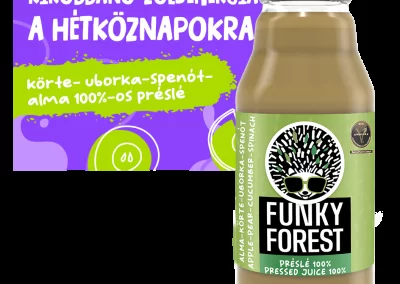 A HÉTKÖZNAPOKRA
körte- uborka-spenót-
alma 100%-os préslé
ALMA-KÖRTE-UBORKA-SPENÓT
APPLE-PEAR-CUCUMBER-SPINACH
FUNKY
FOREST
PRÉSLÉ 100%
PRESSED JUICE 100%